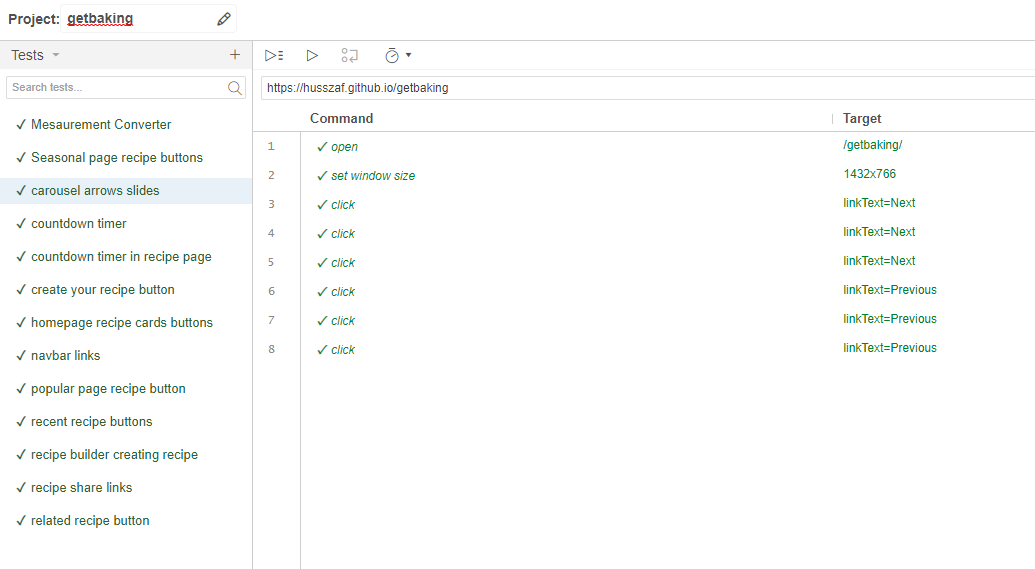 Project: getbaking
Tests
Search tests...
Mesaurement Converter
Seasonal page recipe buttons
carousel arrows slides
countdown timer
countdown timer in recipe page
create your recipe button
homepage recipe cards buttons
navbar links
popular page recipe button
recent recipe buttons
recipe builder creating recipe
recipe share links
related recipe button
https://husszaf.github.io/getbaking
Command Target
1 open /getbaking/
2 set window size 1432x766
3 click linkText=Next
4 click linkText=Next
5 click linkText=Next
6 click linkText=Previous
7 click linkText=Previous
8 click linkText=Previous